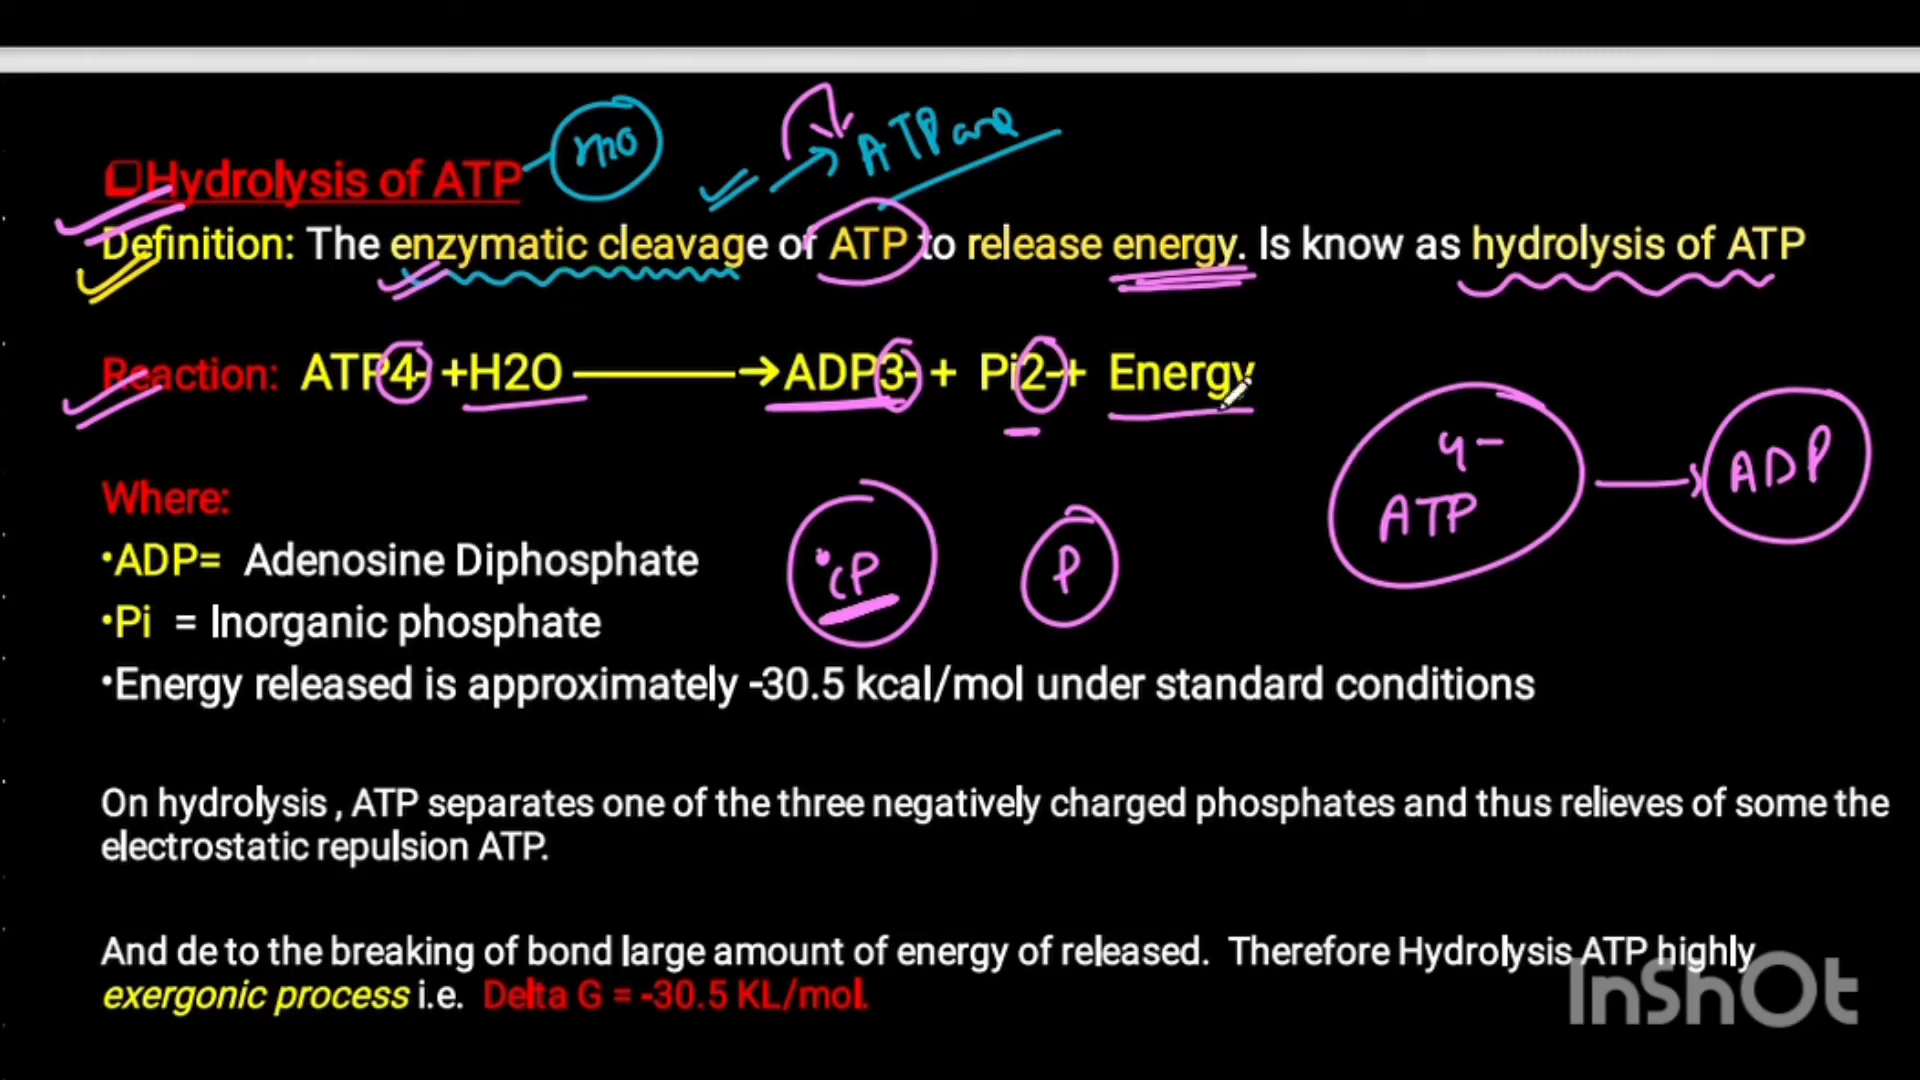 mo
ATPase
Hydrolysis of ATP
Definition: The enzymatic cleavage of ATP to release energy. Is know as hydrolysis of ATP
Reaction: ATP4- +H2O → ADP3- + Pi2-+ Energy
4-
ATP → ADP
Where:
•ADP= Adenosine Diphosphate
iP
P
•Pi = Inorganic phosphate
•Energy released is approximately -30.5 kcal/mol under standard conditions
On hydrolysis , ATP separates one of the three negatively charged phosphates and thus relieves of some the
electrostatic repulsion ATP.
And de to the breaking of bond large amount of energy of released. Therefore Hydrolysis ATP highly
exergonic process i.e. Delta G = -30.5 KL/mol.
InShOt